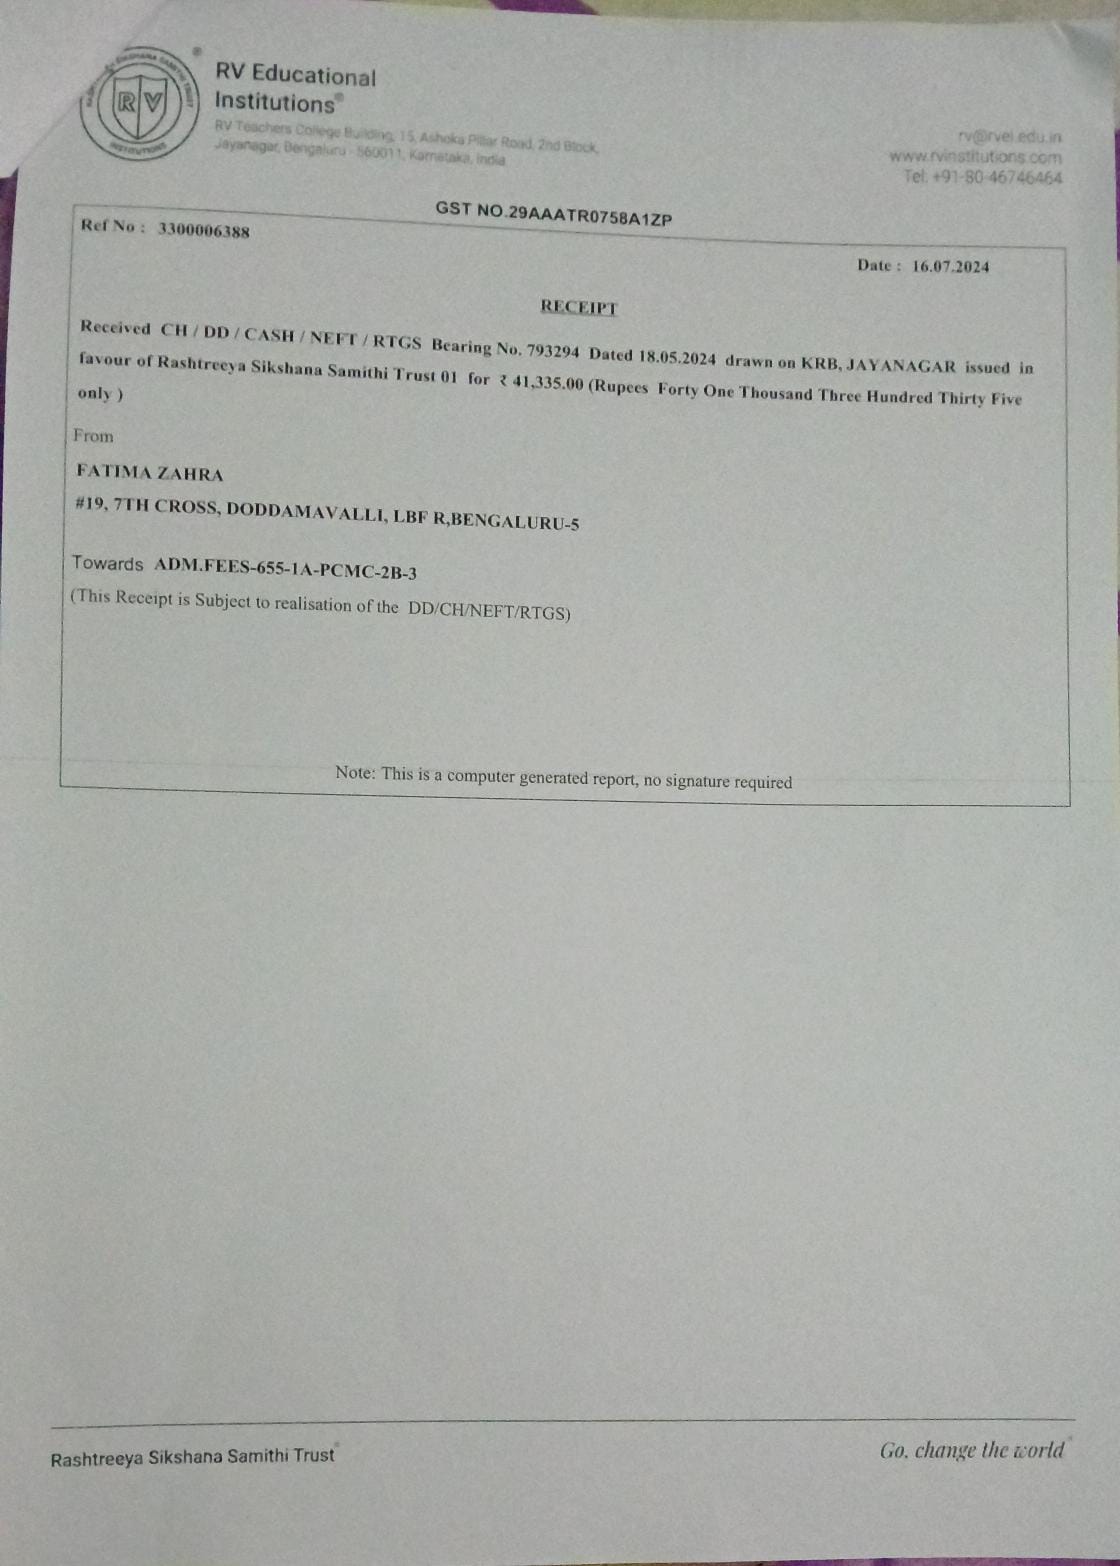 RV Educational
Institutions®
RV Teachers College Building, 15, Ashoka Pillar Road, 2nd Block,
Jayanagar, Bengaluru - 560011, Karnataka, India
rv@rvei.edu.in
www.rvinstitutions.com
Tel: +91-80-46746464
SIKSHANA SAMITHI TRUST
RV
INSTITUTIONS
GST NO.29AAATR0758A1ZP
Ref No : 3300006388
Date : 16.07.2024
RECEIPT
Received CH / DD / CASH / NEFT / RTGS Bearing No. 793294 Dated 18.05.2024 drawn on KRB, JAYANAGAR issued in
favour of Rashtreeya Sikshana Samithi Trust 01 for ₹ 41,335.00 (Rupees Forty One Thousand Three Hundred Thirty Five
only )
From
FATIMA ZAHRA
#19, 7TH CROSS, DODDAMAVALLI, LBF R,BENGALURU-5
Towards ADM.FEES-655-1A-PCMC-2B-3
(This Receipt is Subject to realisation of the DD/CH/NEFT/RTGS)
Note: This is a computer generated report, no signature required
Rashtreeya Sikshana Samithi Trust
Go, change the world